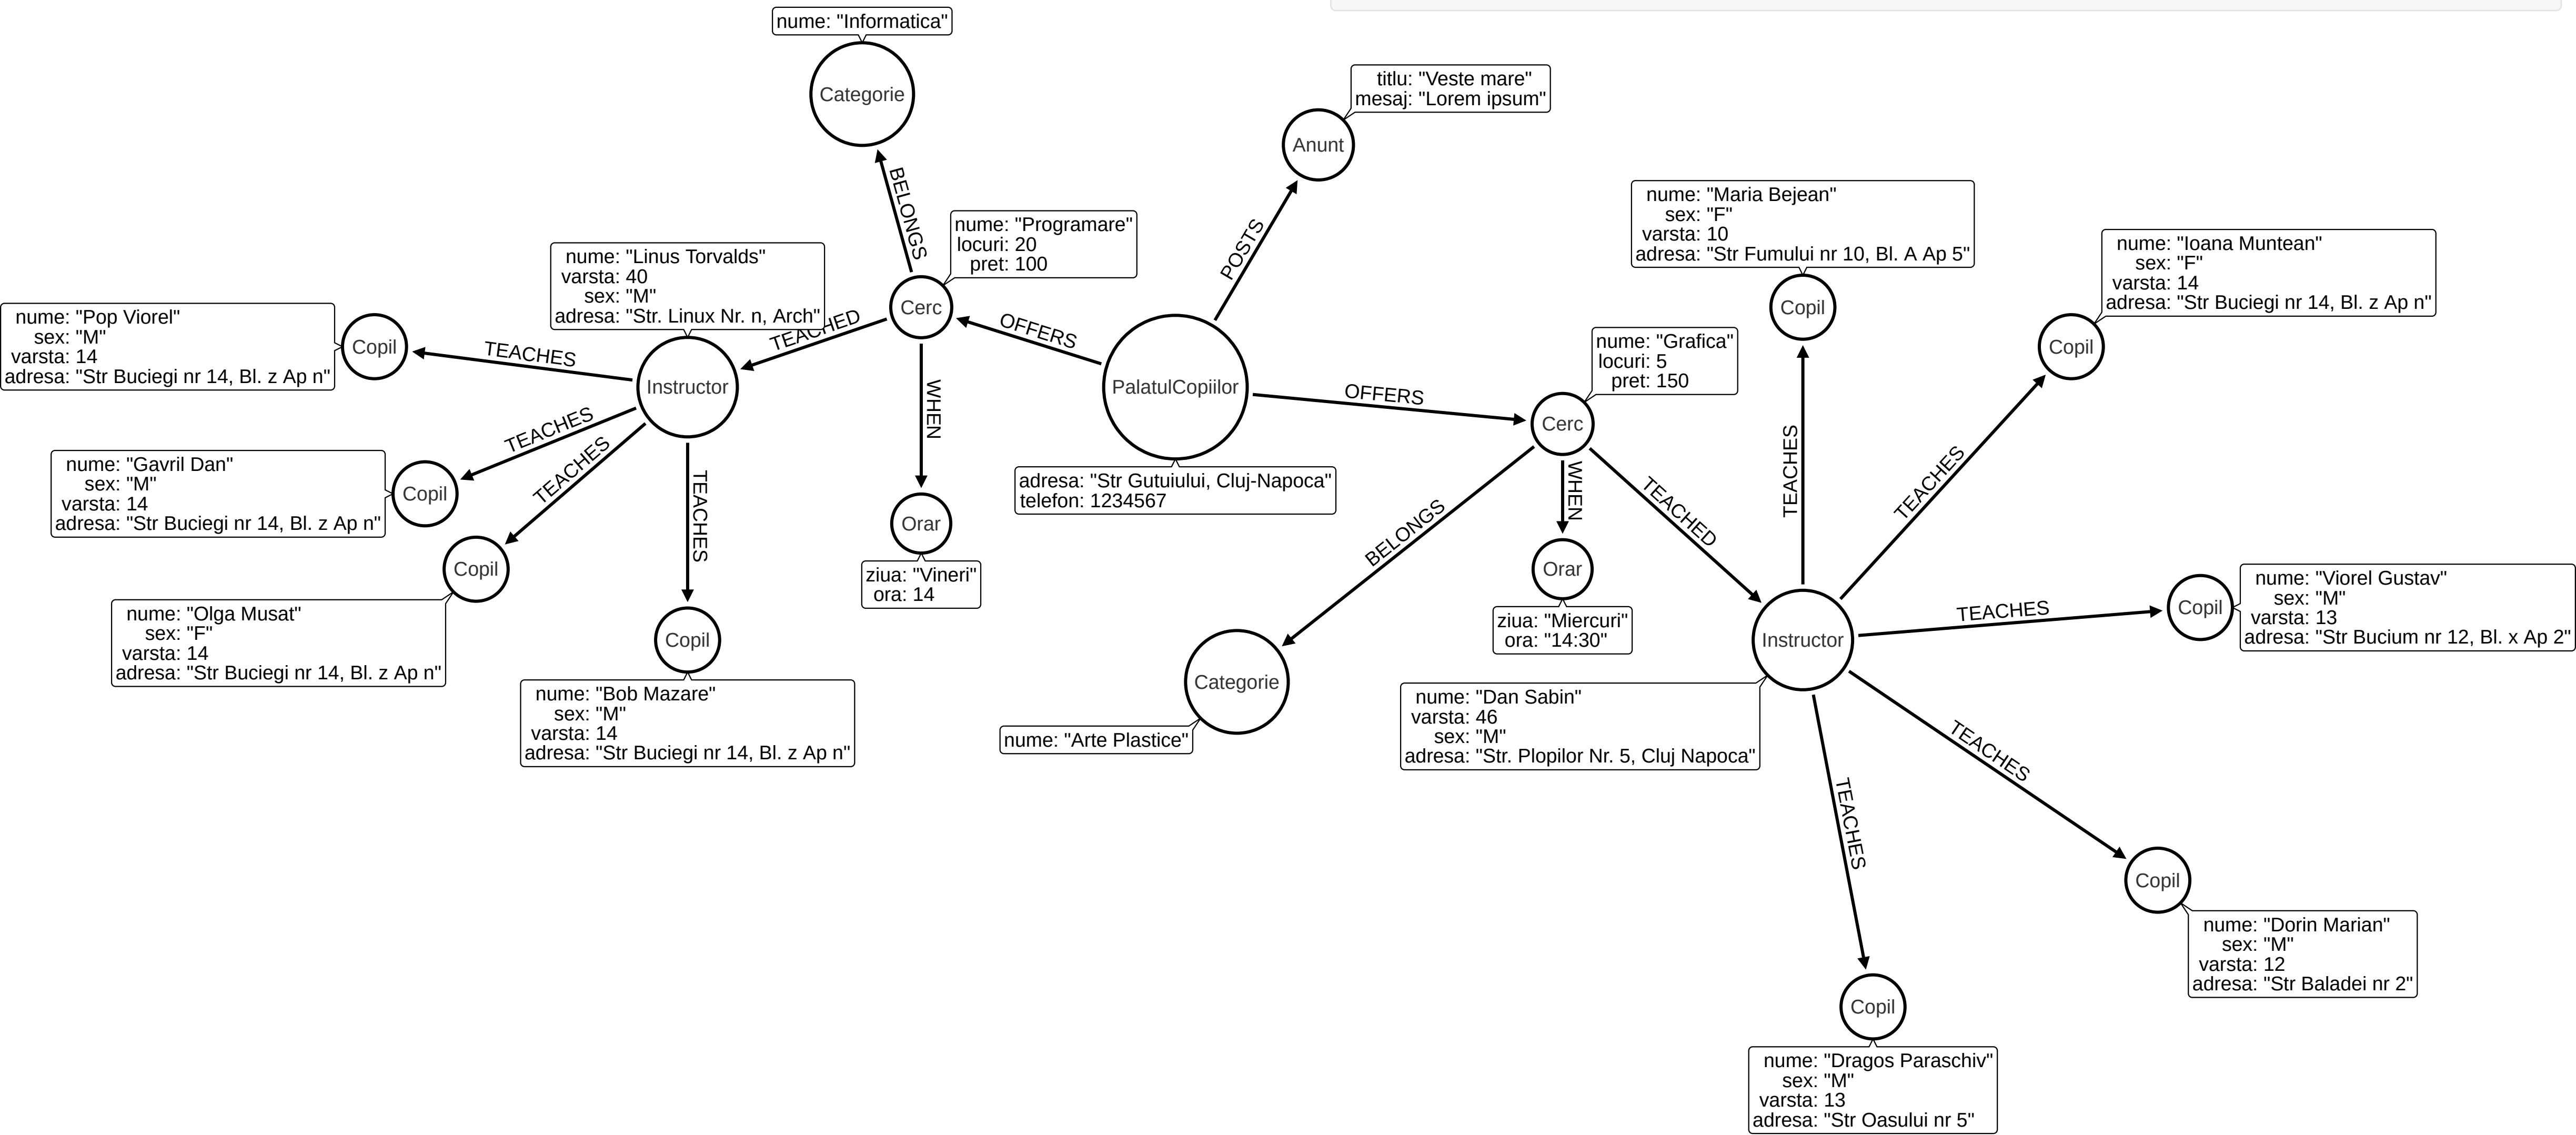 nume: "Informatica"
Categorie
titlu: "Veste mare"
mesaj: "Lorem ipsum"
Anunt
BELONGS
POSTS
nume: "Programare"
locuri: 20
pret: 100
Cerc
nume: "Linus Torvalds"
varsta: 40
sex: "M"
adresa: "Str. Linux Nr. n, Arch"
TEACHED
OFFERS
Instructor
PalatulCopiilor
adresa: "Str Gutuiului, Cluj-Napoca"
telefon: 1234567
nume: "Pop Viorel"
sex: "M"
varsta: 14
adresa: "Str Buciegi nr 14, Bl. z Ap n"
Copil
TEACHES
nume: "Gavril Dan"
sex: "M"
varsta: 14
adresa: "Str Buciegi nr 14, Bl. z Ap n"
Copil
TEACHES
TEACHES
Copil
nume: "Olga Musat"
sex: "F"
varsta: 14
adresa: "Str Buciegi nr 14, Bl. z Ap n"
TEACHES
Copil
nume: "Bob Mazare"
sex: "M"
varsta: 14
adresa: "Str Buciegi nr 14, Bl. z Ap n"
WHEN
Orar
ziua: "Vineri"
ora: 14
OFFERS
nume: "Grafica"
locuri: 5
pret: 150
Cerc
BELONGS
Categorie
nume: "Arte Plastice"
WHEN
Orar
ziua: "Miercuri"
ora: "14:30"
TEACHED
Instructor
nume: "Dan Sabin"
varsta: 46
sex: "M"
adresa: "Str. Plopilor Nr. 5, Cluj Napoca"
nume: "Maria Bejean"
sex: "F"
varsta: 10
adresa: "Str Fumului nr 10, Bl. A Ap 5"
Copil
TEACHES
nume: "Ioana Muntean"
sex: "F"
varsta: 14
adresa: "Str Buciegi nr 14, Bl. z Ap n"
Copil
TEACHES
TEACHES
Copil
nume: "Viorel Gustav"
sex: "M"
varsta: 13
adresa: "Str Bucium nr 12, Bl. x Ap 2"
TEACHES
Copil
nume: "Dorin Marian"
sex: "M"
varsta: 12
adresa: "Str Baladei nr 2"
TEACHES
Copil
nume: "Dragos Paraschiv"
sex: "M"
varsta: 13
adresa: "Str Oasului nr 5"